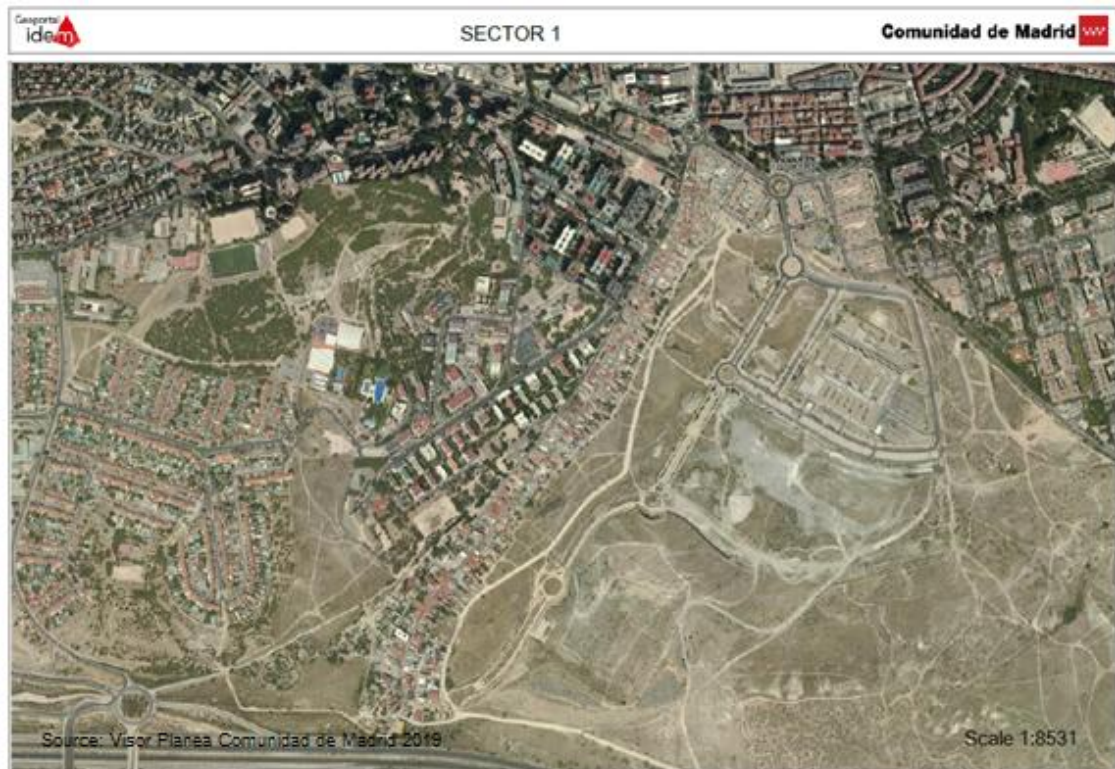 Geoportal
idem
SECTOR 1
Comunidad de Madrid
Source: Visor Planea Comunidad de Madrid 2019
Scale 1:8531